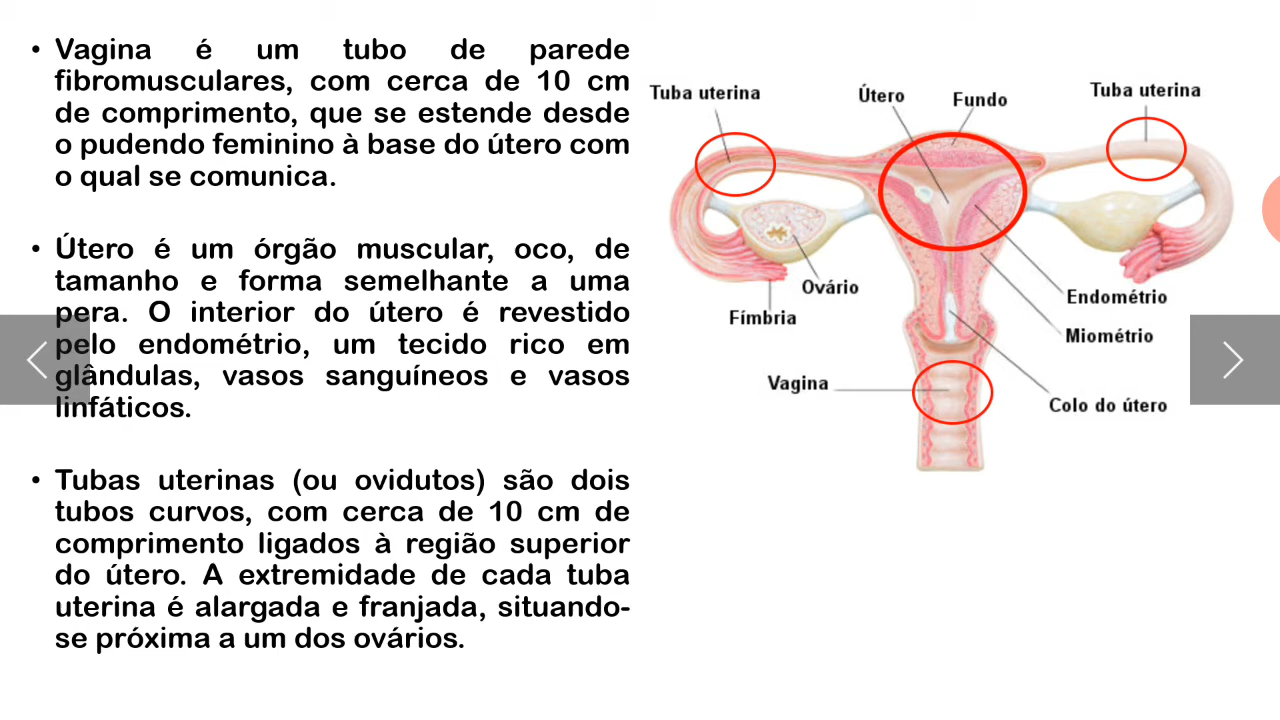 • Vagina é um tubo de parede
fibromusculares, com cerca de 10 cm
de comprimento, que se estende desde
o pudendo feminino à base do útero com
o qual se comunica.
• Útero é um órgão muscular, oco, de
tamanho e forma semelhante a uma
pera. O interior do útero é revestido
pelo endométrio, um tecido rico em
glândulas, vasos sanguíneos e vasos
linfáticos.
• Tubas uterinas (ou ovidutos) são dois
tubos curvos, com cerca de 10 cm de
comprimento ligados à região superior
do útero. A extremidade de cada tuba
uterina é alargada e franjada, situando-
se próxima a um dos ovários.
Tuba uterina
Útero
Fundo
Tuba uterina
Ovário
Fímbria
Endométrio
Miométrio
Vagina
Colo do útero